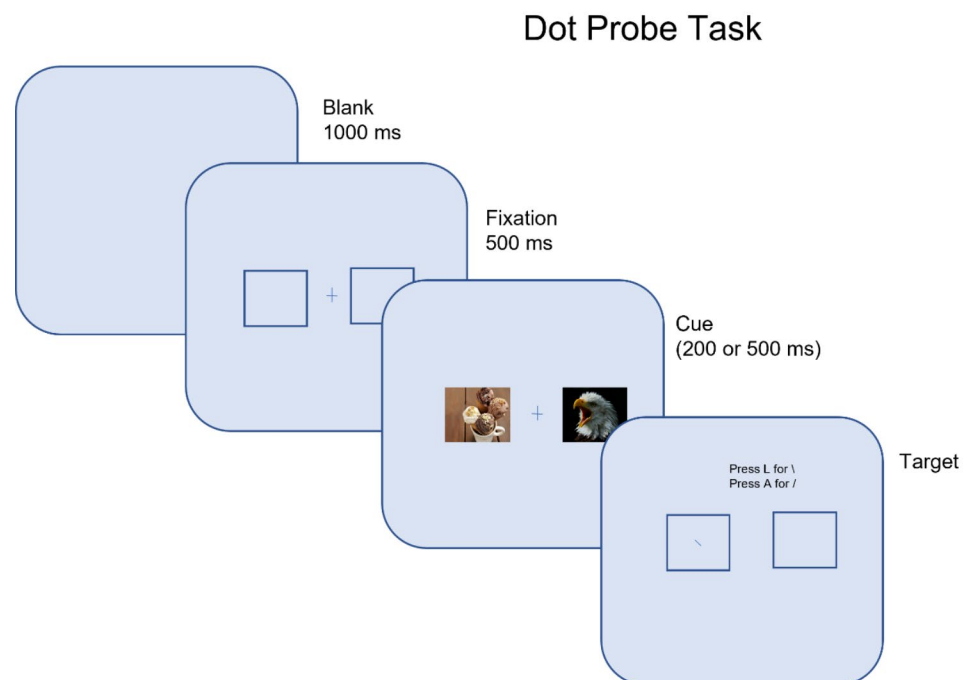 Dot Probe Task
Blank
1000 ms
Fixation
500 ms
Cue
(200 or 500 ms)
Target
Press L for \
Press A for /